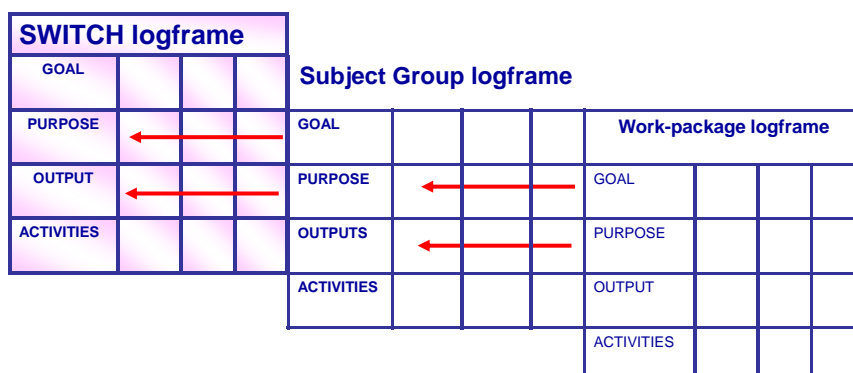 SWITCH logframe
GOAL
PURPOSE
OUTPUT
ACTIVITIES
Subject Group logframe
GOAL
PURPOSE
OUTPUTS
ACTIVITIES
Work-package logframe
GOAL
PURPOSE
OUTPUT
ACTIVITIES